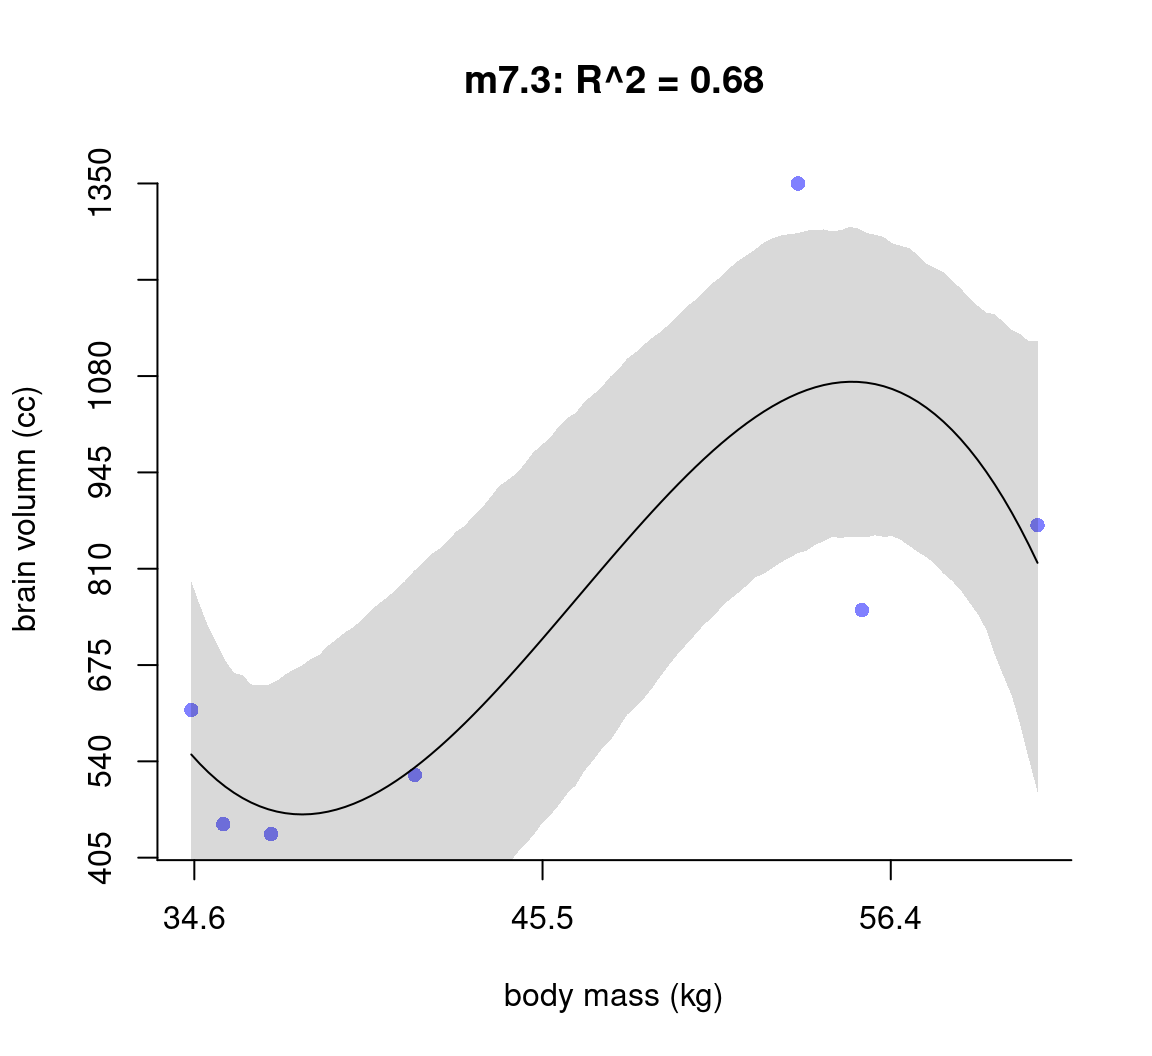 m7.3: R^2 = 0.68
1350
1080
945
810
675
540
405
brain volumn (cc)
34.6 45.5 56.4
body mass (kg)